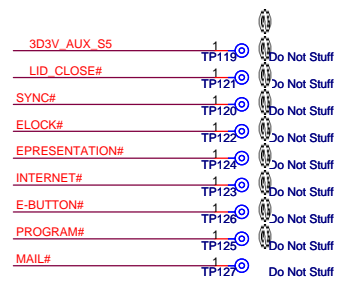 3D3V_AUX_S5 1 TP119 Do Not Stuff
LID_CLOSE# 1 TP121 Do Not Stuff
SYNC# 1 TP120 Do Not Stuff
ELOCK# 1 TP122 Do Not Stuff
EPRESENTATION# 1 TP124 Do Not Stuff
INTERNET# 1 TP123 Do Not Stuff
E-BUTTON# 1 TP126 Do Not Stuff
PROGRAM# 1 TP125 Do Not Stuff
MAIL# 1 TP127 Do Not Stuff